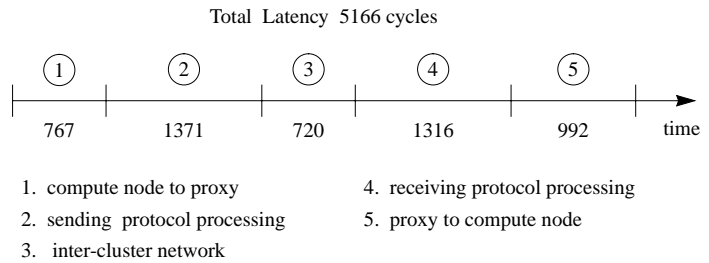 Total Latency 5166 cycles
1 2 3 4 5
767 1371 720 1316 992 time
1. compute node to proxy
2. sending protocol processing
3. inter-cluster network
4. receiving protocol processing
5. proxy to compute node